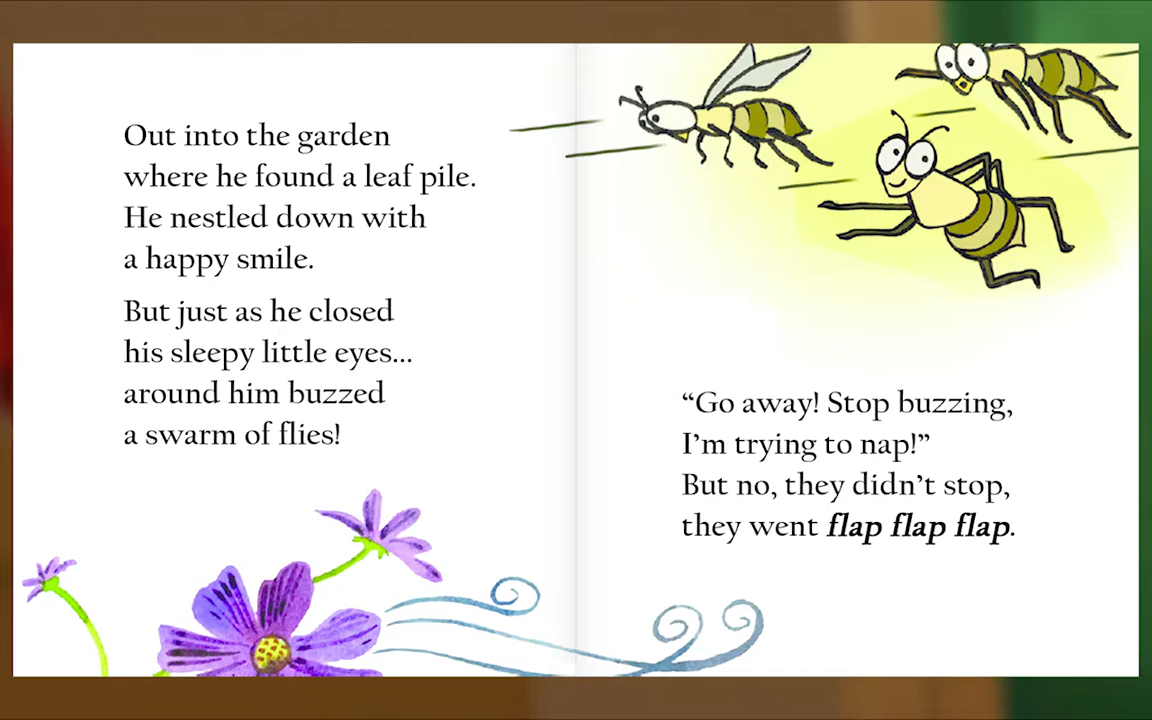 Out into the garden
where he found a leaf pile.
He nestled down with
a happy smile.
But just as he closed
his sleepy little eyes...
around him buzzed
a swarm of flies!
“Go away! Stop buzzing,
I’m trying to nap!”
But no, they didn’t stop,
they went flap flap flap.